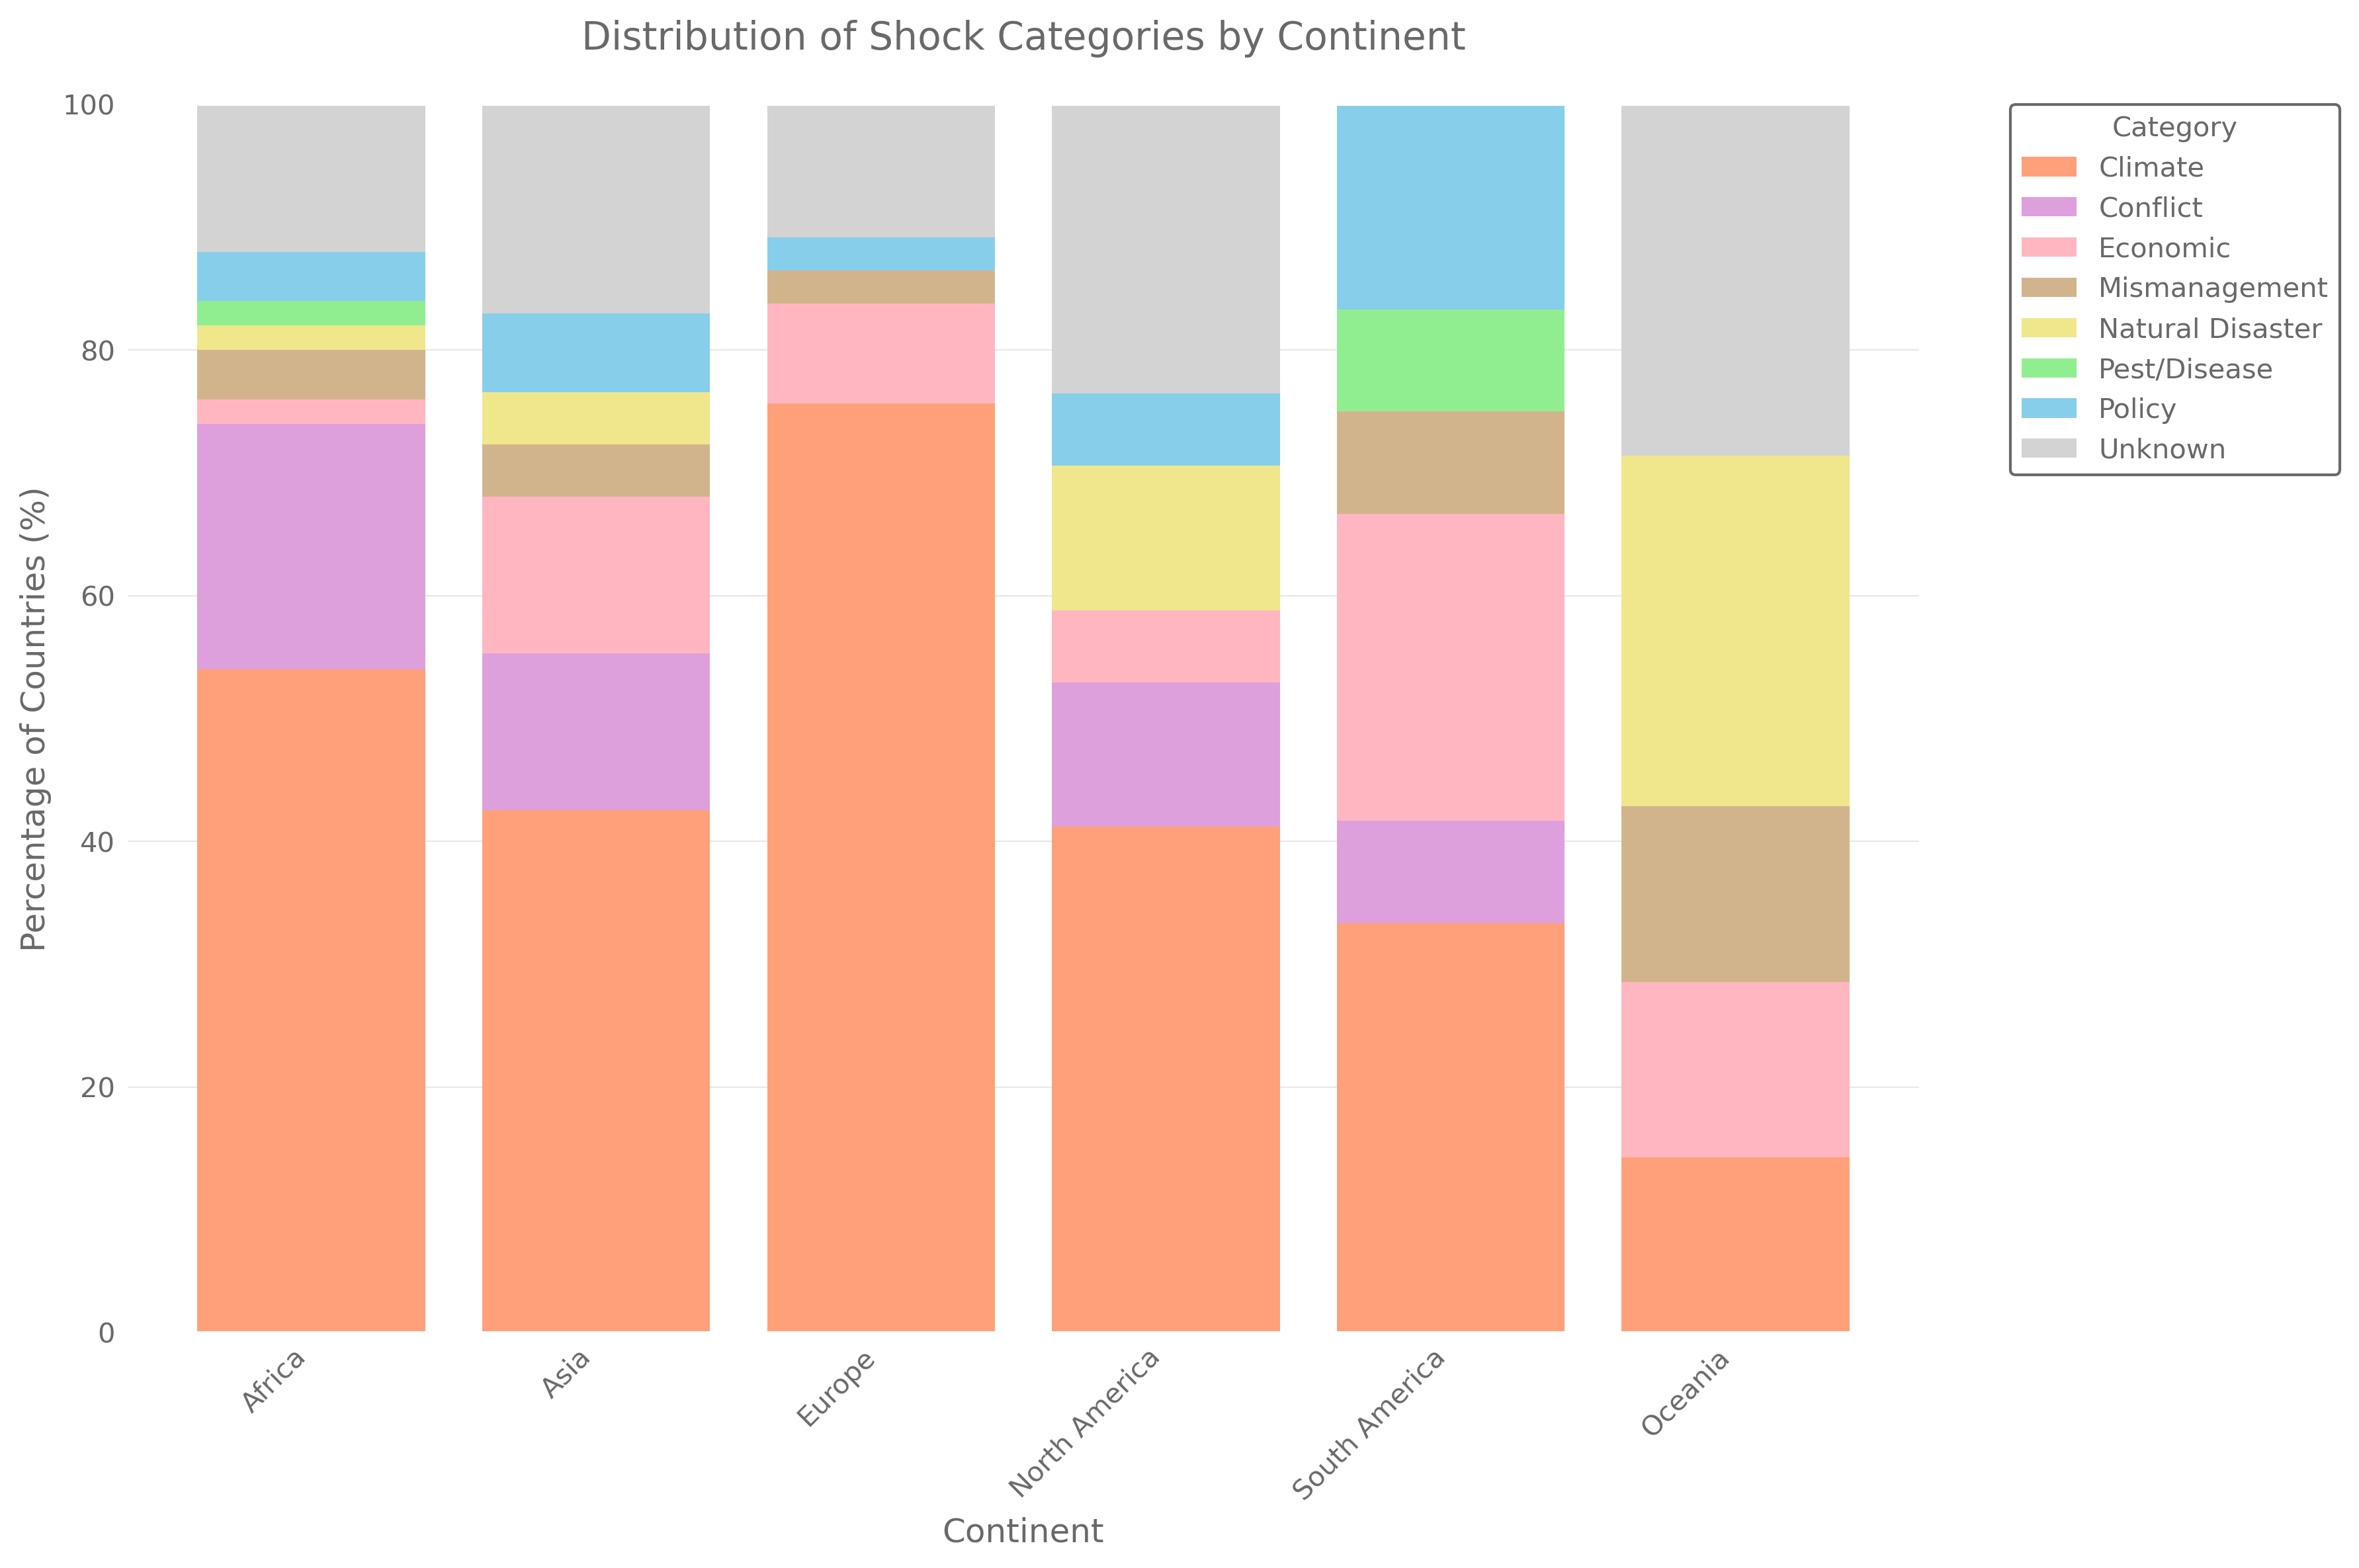 Distribution of Shock Categories by Continent
100
80
60
40
20
0
Percentage of Countries (%)
Africa
Asia
Europe
North America
South America
Oceania
Continent
Category
Climate
Conflict
Economic
Mismanagement
Natural Disaster
Pest/Disease
Policy
Unknown